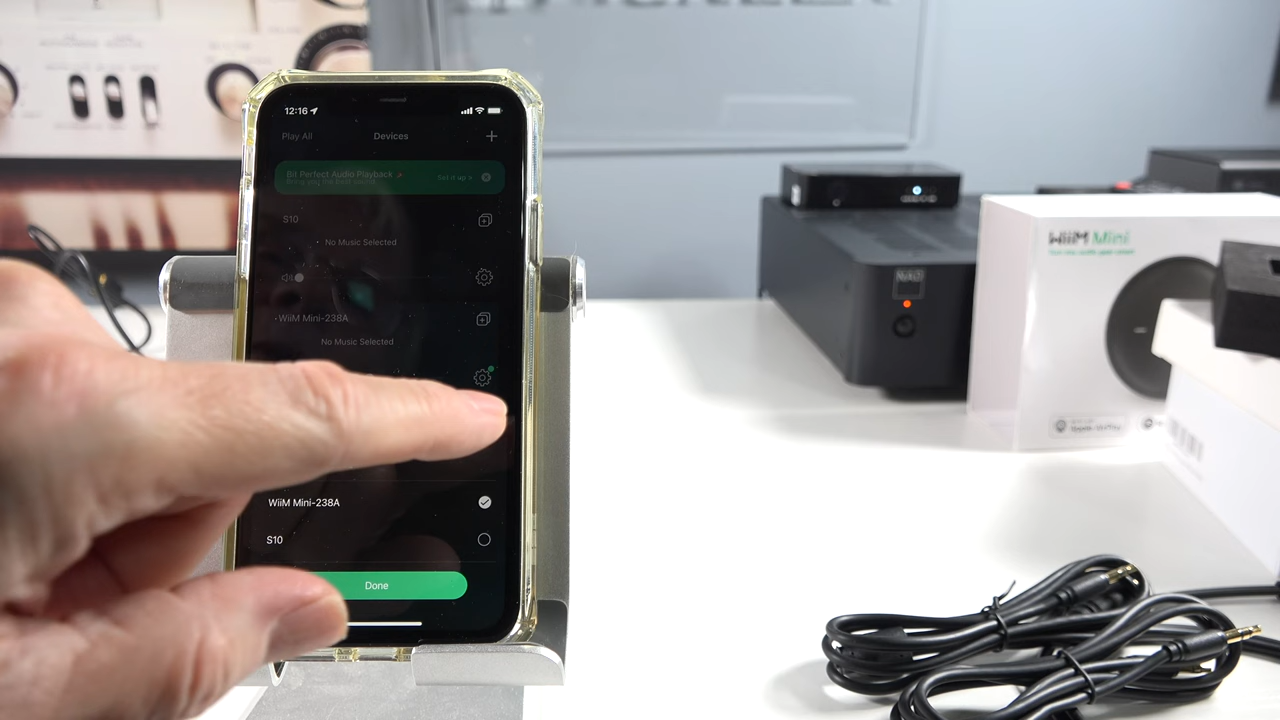 12:16
Play All
Devices
Bit Perfect Audio Playback
Set it up >
S10
No Music Selected
WiiM Mini-238A
No Music Selected
WiiM Mini-238A
S10
Done
NAD
WiiM Mini